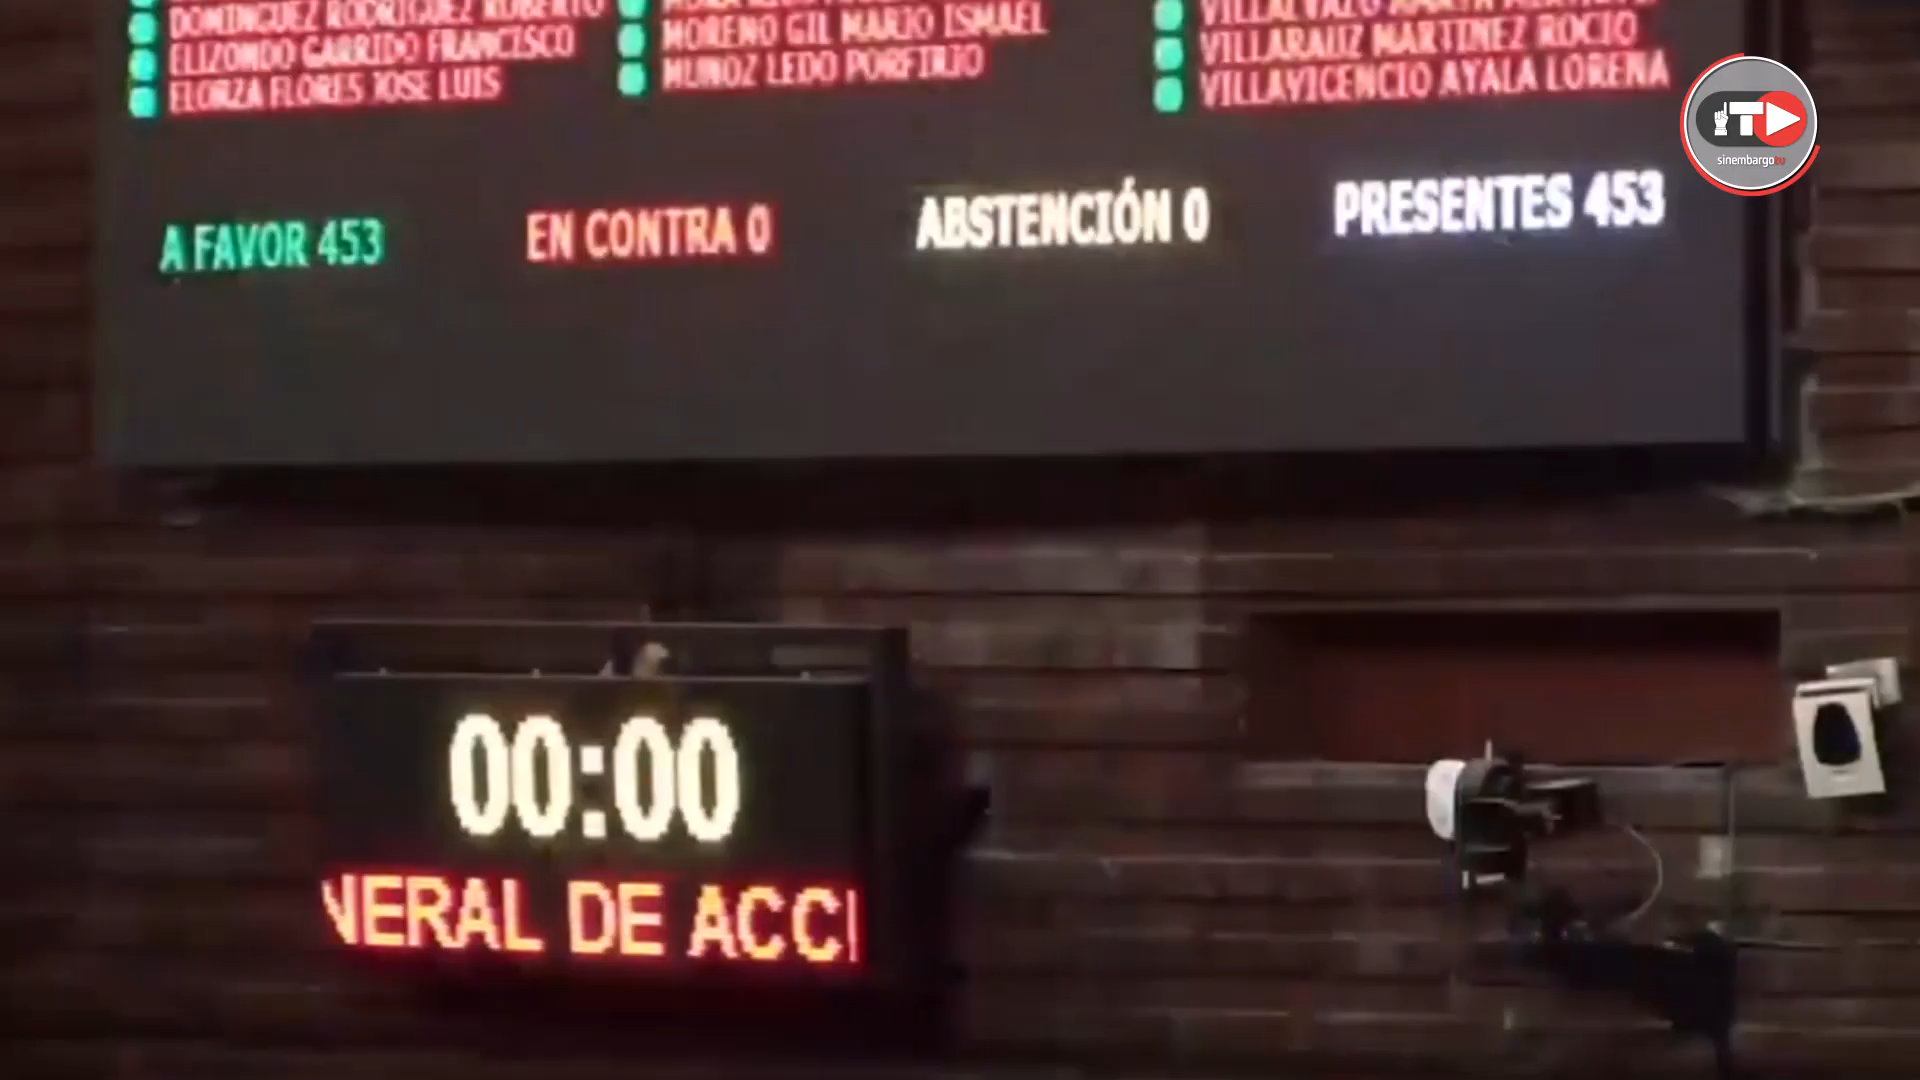 DOMINGUEZ RODRIGUEZ ROBERTO
ELIZONDO GARRIDO FRANCISCO
ELORZA FLORES JOSE LUIS
MORENO GIL MARIO ISMAEL
MUÑOZ LEDO PORFIRIO
VILLARAUZ MARTINEZ ROCIO
VILLAVICENCIO AYALA LORENA
A FAVOR 453
EN CONTRA 0
ABSTENCIÓN 0
PRESENTES 453
sinembargo
00:00
NERAL DE ACCI